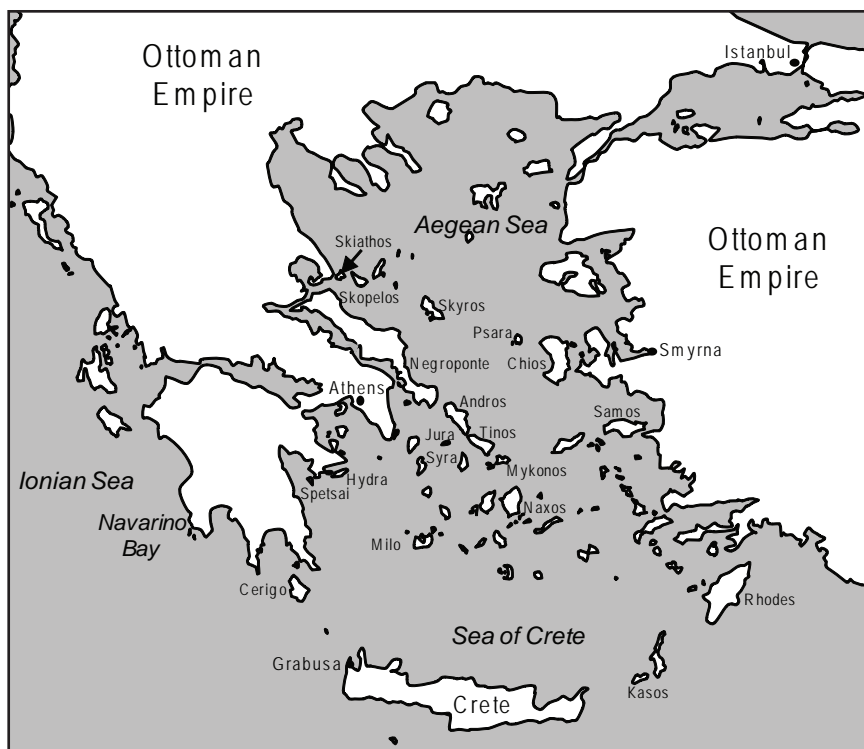 Ottoman
Empire
Istanbul
Aegean Sea
Ottoman
Empire
Skiathos
Skopelos
Skyros
Psara
Chios
Smyrna
Negroponte
Athens
Andros
Samos
Jura
Tinos
Syra
Mykonos
Ionian Sea
Hydra
Spetsai
Naxos
Navarino
Bay
Milo
Cerigo
Rhodes
Sea of Crete
Grabusa
Kasos
Crete